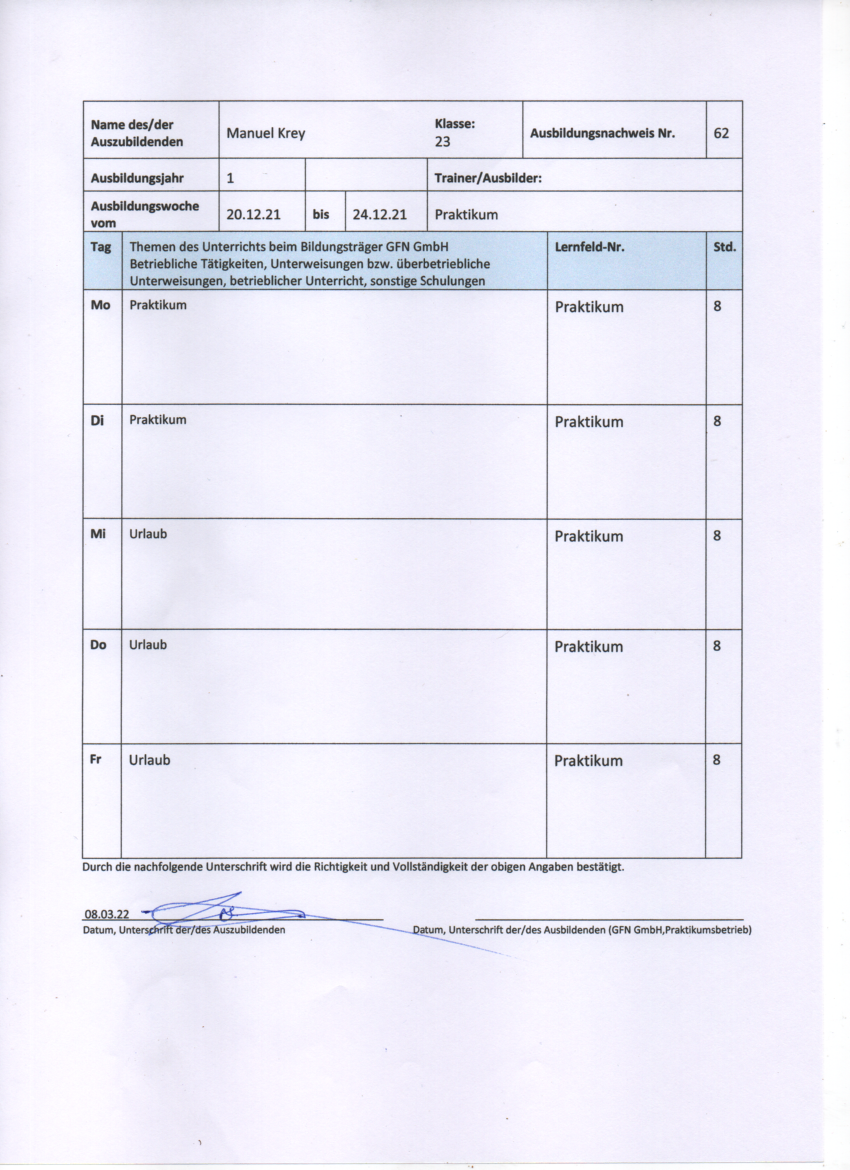 Name des/der
Auszubildenden
Manuel Krey
Klasse:
23
Ausbildungsnachweis Nr.
62
Ausbildungsjahr
1
Trainer/Ausbilder:
Ausbildungswoche
vom
20.12.21
bis
24.12.21
Praktikum
Tag
Themen des Unterrichts beim Bildungsträger GFN GmbH
Betriebliche Tätigkeiten, Unterweisungen bzw. überbetriebliche
Unterweisungen, betrieblicher Unterricht, sonstige Schulungen
Lernfeld-Nr.
Std.
Mo
Praktikum
Praktikum
8
Di
Praktikum
Praktikum
8
Mi
Urlaub
Praktikum
8
Do
Urlaub
Praktikum
8
Fr
Urlaub
Praktikum
8
Durch die nachfolgende Unterschrift wird die Richtigkeit und Vollständigkeit der obigen Angaben bestätigt.
08.03.22
Datum, Unterschrift der/des Auszubildenden
Datum, Unterschrift der/des Ausbildenden (GFN GmbH,Praktikumsbetrieb)